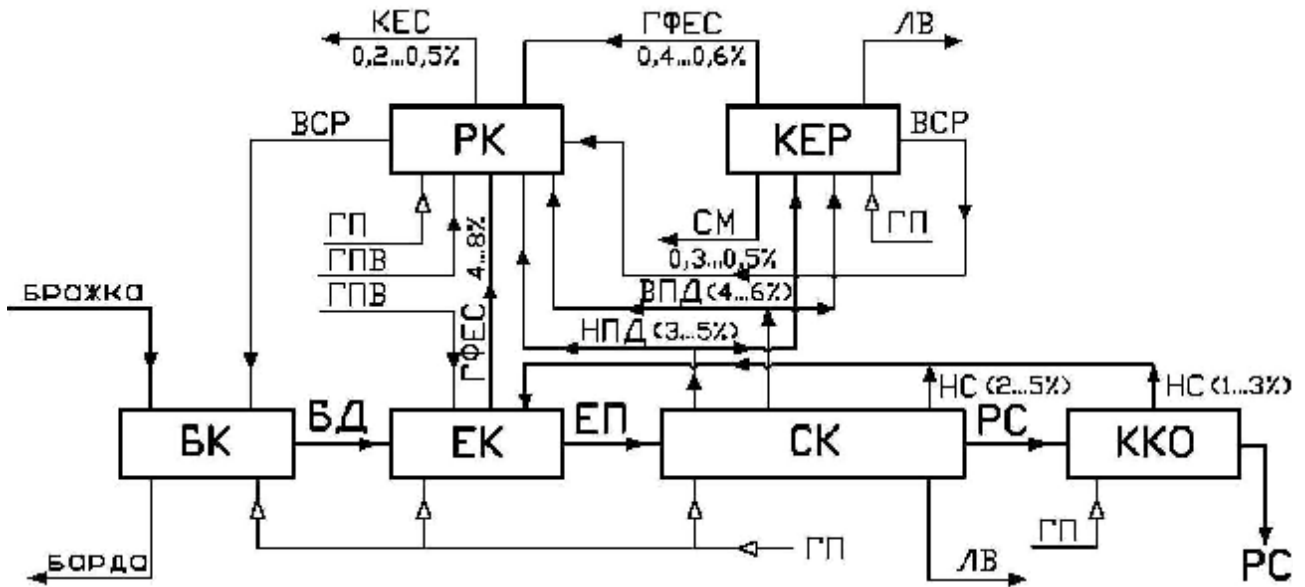 КЕС
0,2...0,5%
ГФЕС
0,4...0,6%
ЛВ
ВСР
РК
КЕР
ВСР
ГП
ГПВ
ГПВ
ГФЕС 4...8%
СМ
0,3...0,5%
ГП
бражка
ВПД (4...6%)
НПД (3...5%)
НС (2...5%)
НС (1...3%)
БК
БД
ЕК
ЕП
СК
РС
ККО
барда
ГП
ЛВ
ГП
РС